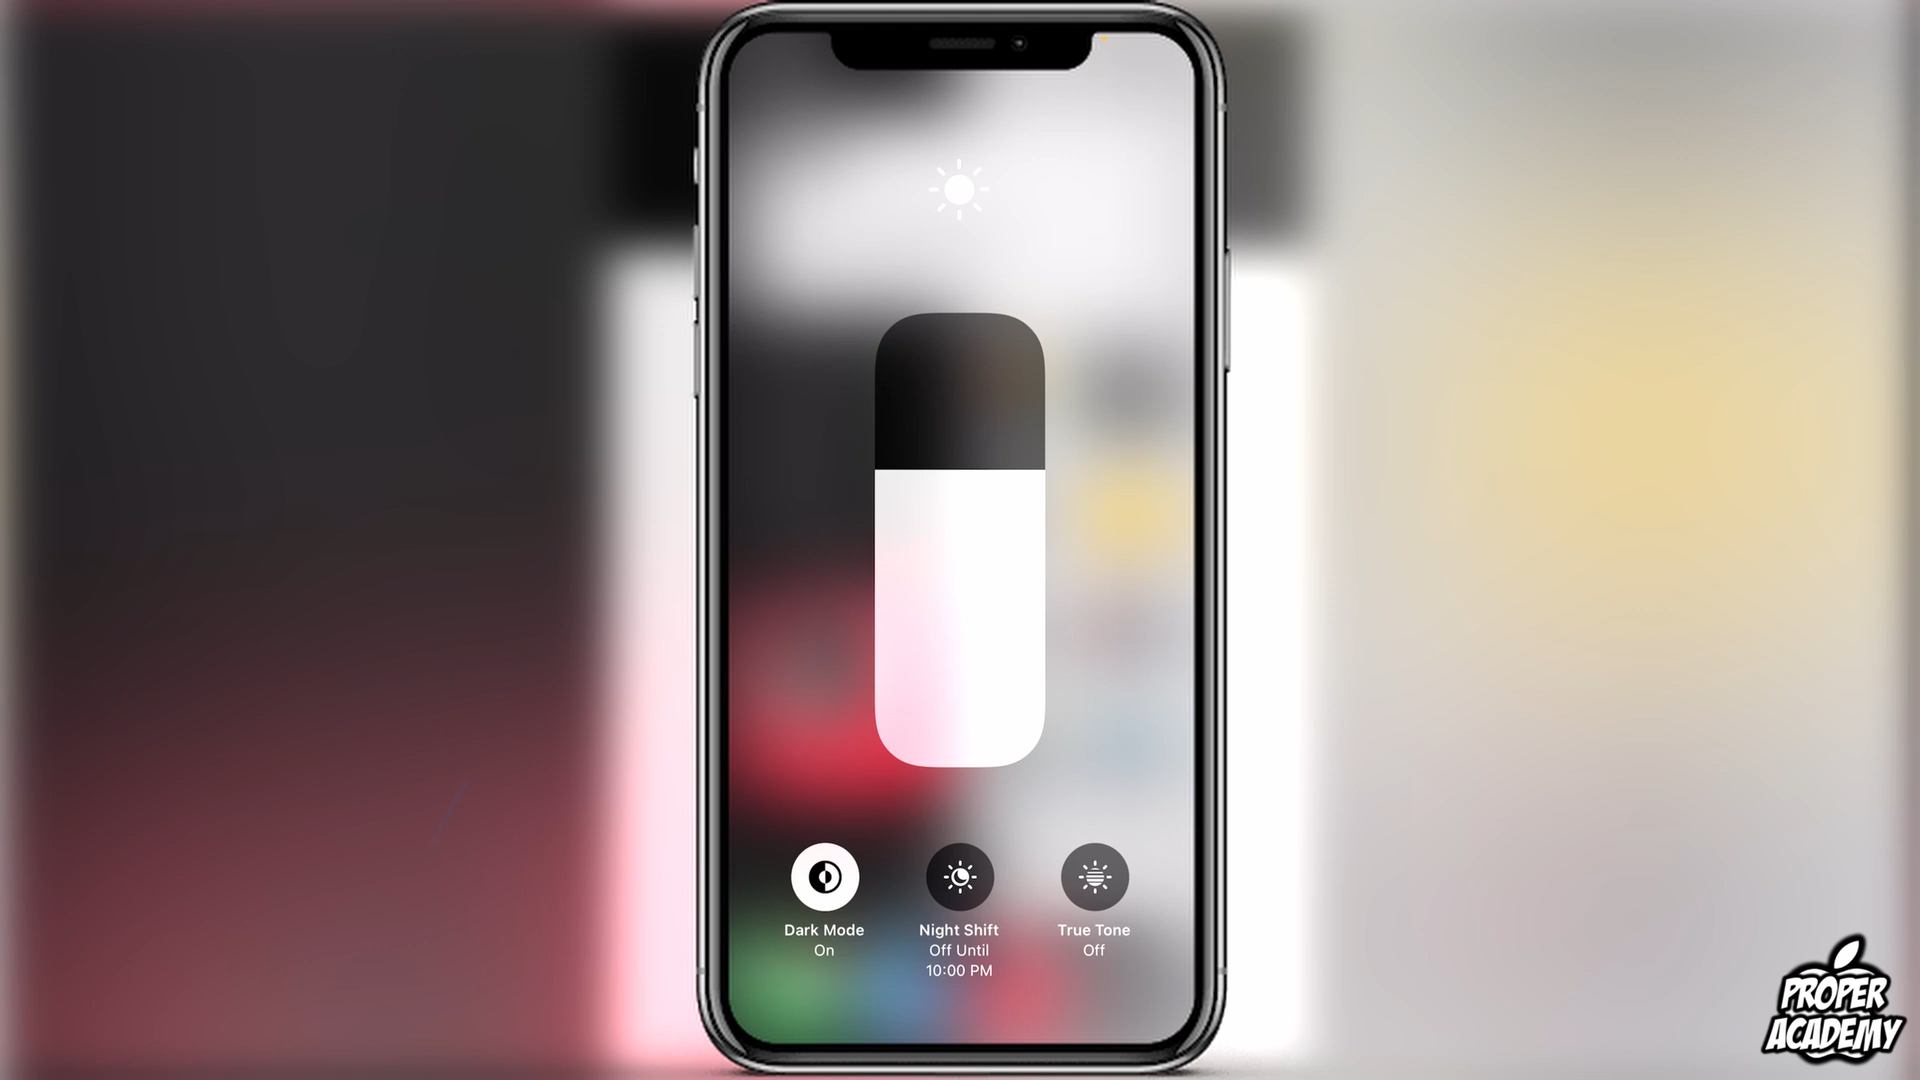 Dark Mode
On
Night Shift
Off Until
10:00 PM
True Tone
Off
PROPER
ACADEMY